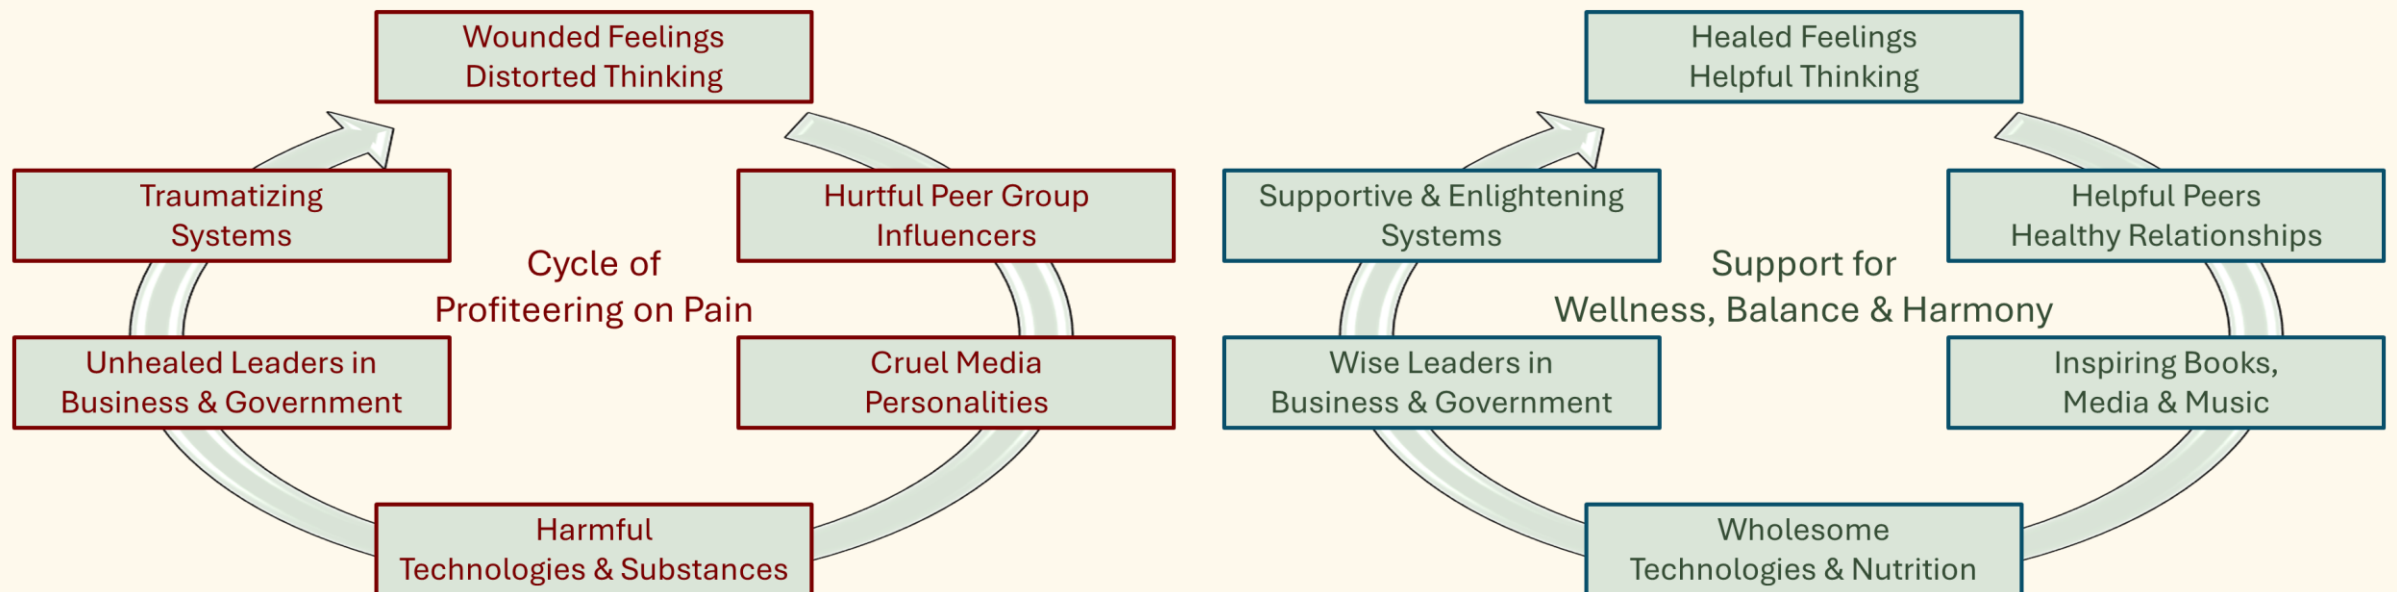 Wounded Feelings
Distorted Thinking
Hurtful Peer Group
Influencers
Cruel Media
Personalities
Harmful
Technologies & Substances
Unhealed Leaders in
Business & Government
Traumatizing
Systems
Cycle of
Profiteering on Pain
Healed Feelings
Helpful Thinking
Helpful Peers
Healthy Relationships
Inspiring Books,
Media & Music
Wholesome
Technologies & Nutrition
Wise Leaders in
Business & Government
Supportive & Enlightening
Systems
Support for
Wellness, Balance & Harmony